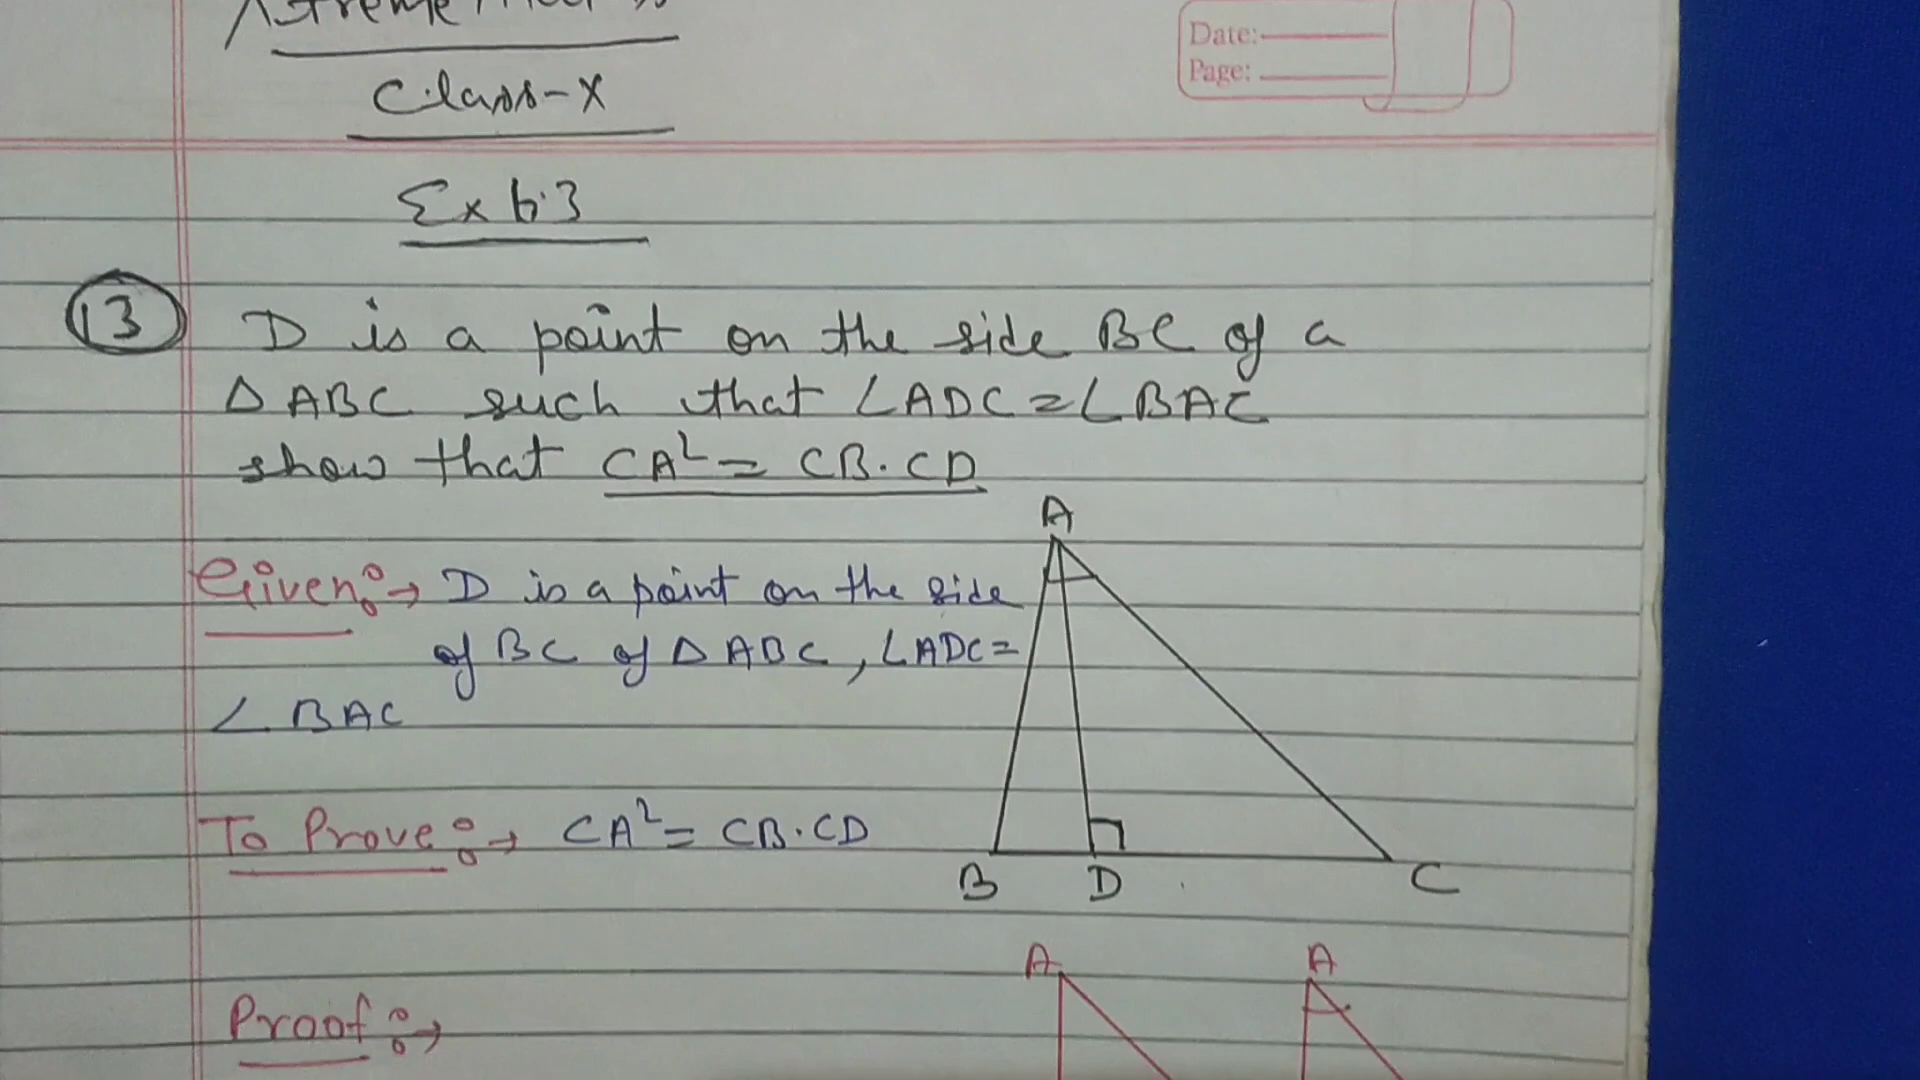 Class-X
Date:
Page:
Ex 6.3
13 D is a point on the side BC of a
△ ABC such that ∠ADC = ∠BAC
show that CA² = CB.CD
Given:→ D is a point on the side
of BC of △ ABC, ∠ADC =
∠ BAC
To Prove:→ CA² = CB.CD
Proof:→
A
B
D
C
A
A